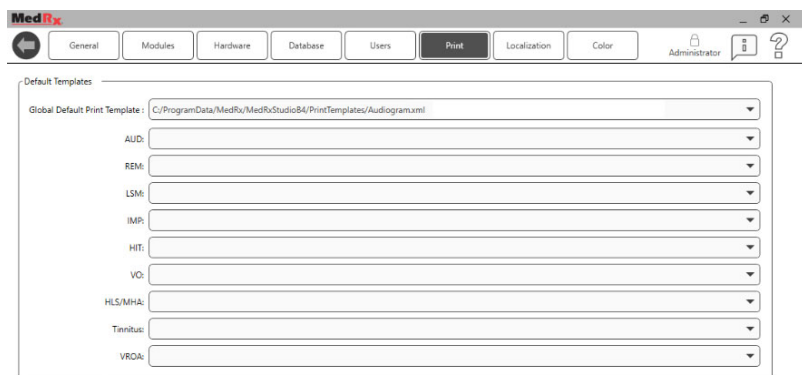 MedRx
General Modules Hardware Database Users Print Localization Color Administrator
Default Templates
Global Default Print Template : C:/ProgramData/MedRx/MedRxStudio84/PrintTemplates/Audiogram.xml
AUD:
REM:
LSM:
IMP:
HIT:
VO:
HLS/MHA:
Tinnitus:
VROA: